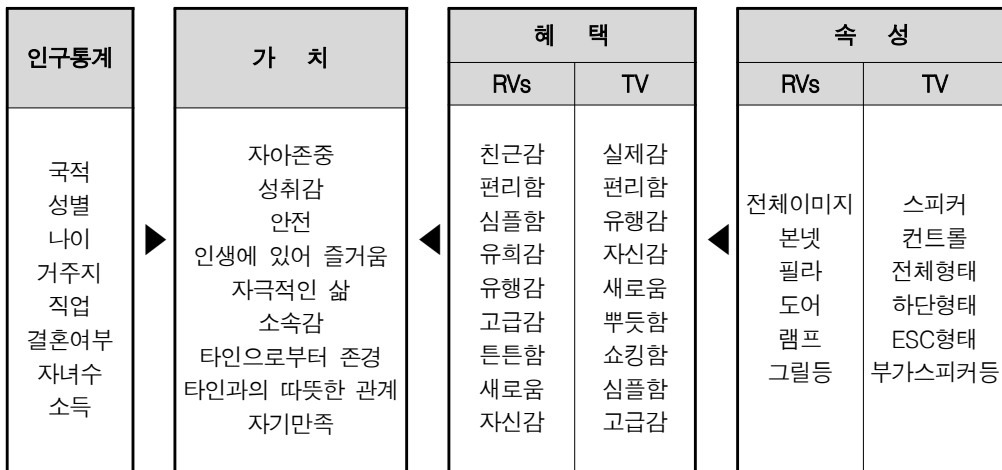 인구통계
국적
성별
나이
거주지
직업
결혼여부
자녀수
소득
가 치
자아존중
성취감
안전
인생에 있어 즐거움
자극적인 삶
소속감
타인으로부터 존경
타인과의 따뜻한 관계
자기만족
혜 택
RVs
친근감
편리함
심플함
유희감
유행감
고급감
튼튼함
새로움
자신감
TV
실제감
편리함
유행감
자신감
새로움
뿌듯함
쇼킹함
심플함
고급감
속 성
RVs
전체이미지
본넷
필라
도어
램프
그릴등
TV
스피커
컨트롤
전체형태
하단형태
ESC형태
부가스피커등